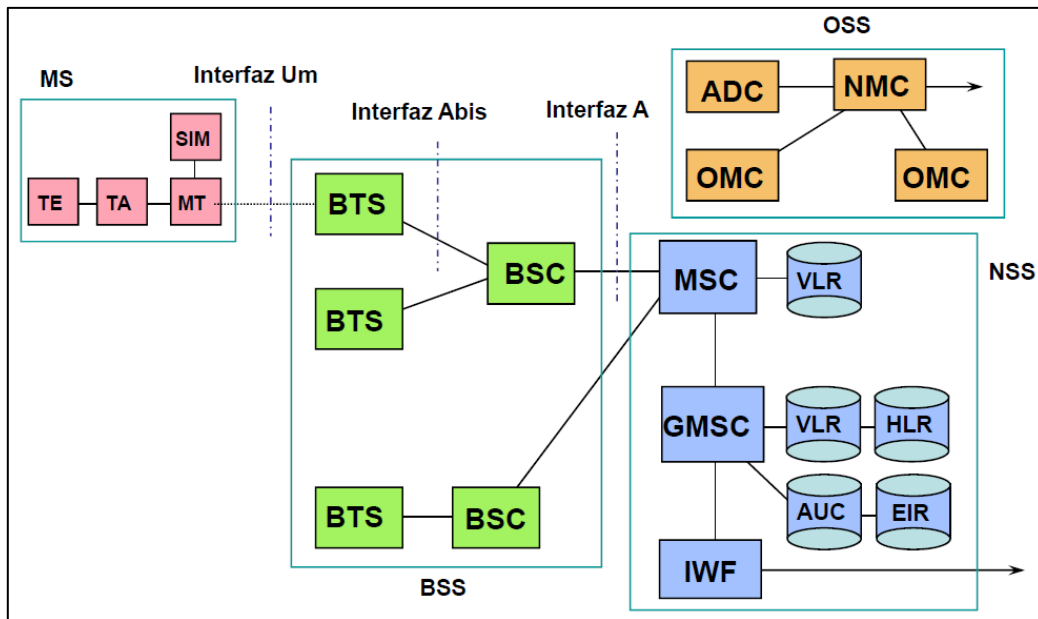 OSS
MS
Interfaz Um
Interfaz Abis
Interfaz A
ADC
NMC
SIM
OMC
OMC
TE
TA
MT
BTS
BSC
MSC
VLR
NSS
BTS
GMSC
VLR
HLR
BTS
BSC
AUC
EIR
IWF
BSS